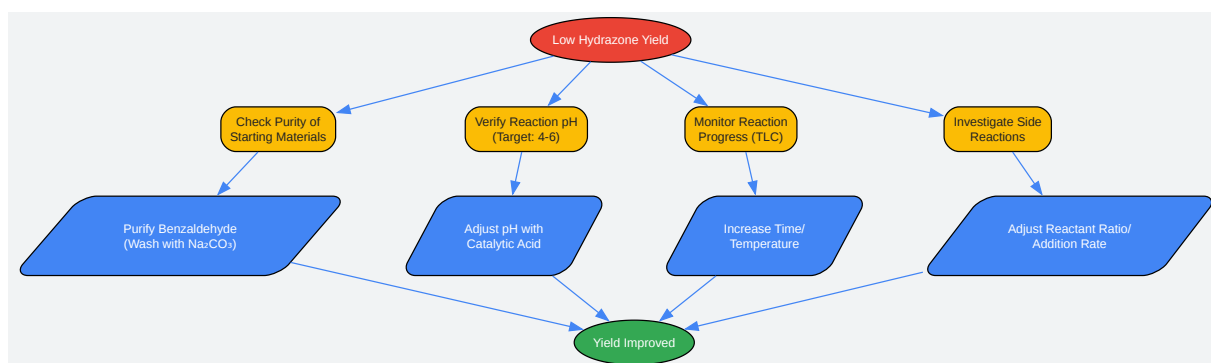 Low Hydrazone Yield
Check Purity of
Starting Materials
Verify Reaction pH
(Target: 4-6)
Monitor Reaction
Progress (TLC)
Investigate Side
Reactions
Purify Benzaldehyde
(Wash with Na₂CO₃)
Adjust pH with
Catalytic Acid
Increase Time/
Temperature
Adjust Reactant Ratio/
Addition Rate
Yield Improved